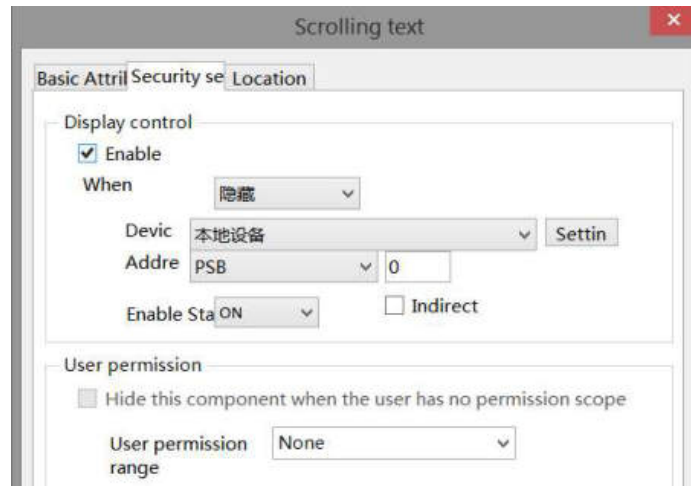 Scrolling text
Basic Attril Security se Location
Display control
Enable
When 隐藏
Devic 本地设备 Settin
Addre PSB 0
Enable Sta ON Indirect
User permission
Hide this component when the user has no permission scope
User permission None
range